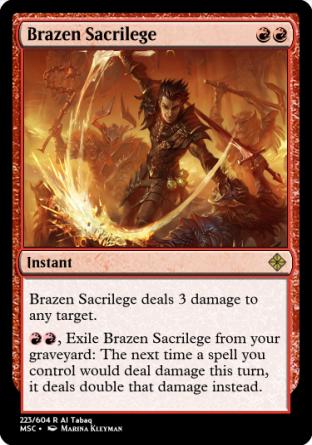 Brazen Sacrilege
Instant
Brazen Sacrilege deals 3 damage to
any target.
, Exile Brazen Sacrilege from your
graveyard: The next time a spell you
control would deal damage this turn,
it deals double that damage instead.
223/604 R Al Tabaq
MSC • Marina Kleyman